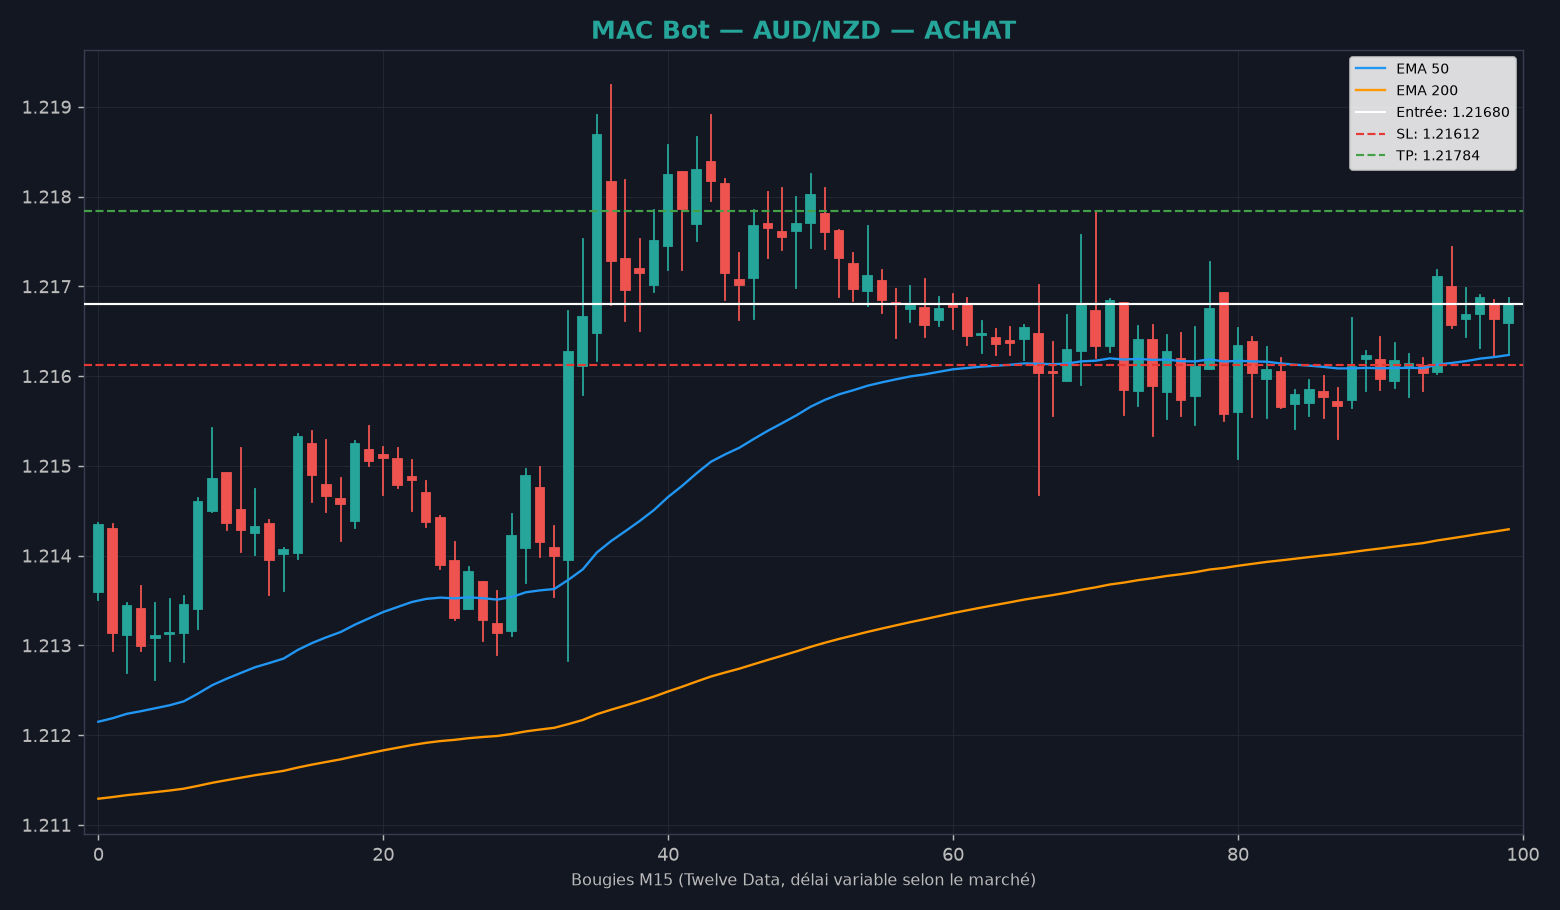 MAC Bot — AUD/NZD — ACHAT
EMA 50
EMA 200
Entrée: 1.21680
SL: 1.21612
TP: 1.21784
1.219
1.218
1.217
1.216
1.215
1.214
1.213
1.212
1.211
0 20 40 60 80 100
Bougies M15 (Twelve Data, délai variable selon le marché)